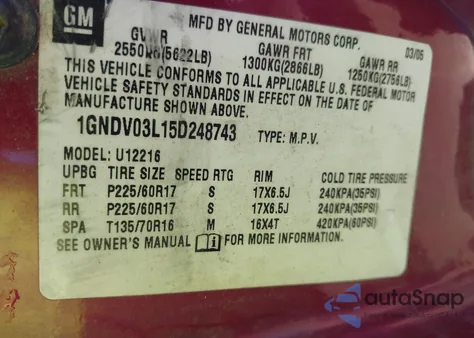 GM
MFD BY GENERAL MOTORS CORP. 03/05
GVWR GAWR FRT GAWR RR
2550KG(5622LB) 1300KG(2866LB) 1250KG(2756LB)
THIS VEHICLE CONFORMS TO ALL APPLICABLE U.S. FEDERAL MOTOR
VEHICLE SAFETY STANDARDS IN EFFECT ON THE DATE OF
MANUFACTURE SHOWN ABOVE.
1GNDV03L15D248743 TYPE: M.P.V.
MODEL: U12216
UPBG TIRE SIZE SPEED RTG RIM COLD TIRE PRESSURE
FRT P225/60R17 S 17X6.5J 240KPA(35PSI)
RR P225/60R17 S 17X6.5J 240KPA(35PSI)
SPA T135/70R16 M 16X4T 420KPA(60PSI)
SEE OWNER'S MANUAL FOR MORE INFORMATION.
autoSnap